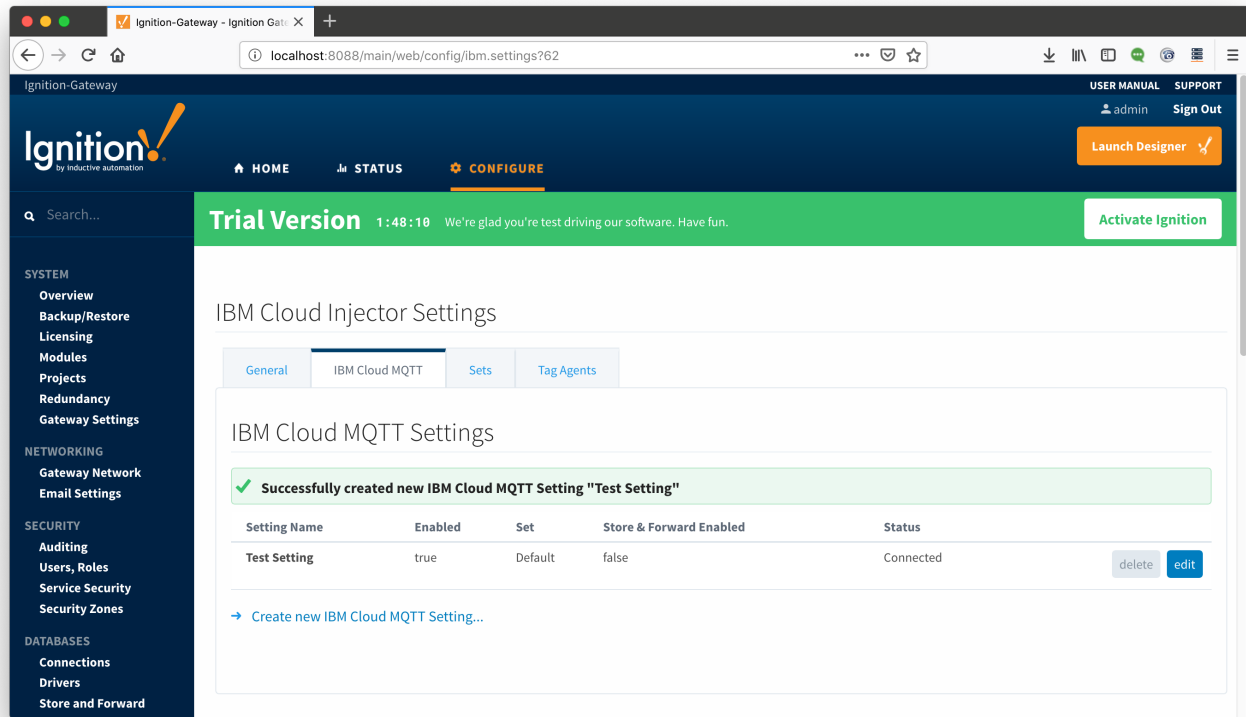 Ignition-Gateway - Ignition Gate
localhost:8088/main/web/config/ibm.settings?62
Ignition-Gateway
USER MANUAL SUPPORT
admin Sign Out
Ignition!
by inductive automation
Launch Designer
HOME STATUS CONFIGURE
Search...
Trial Version 1:48:10 We're glad you're test driving our software. Have fun.
Activate Ignition
SYSTEM
Overview
Backup/Restore
Licensing
Modules
Projects
Redundancy
Gateway Settings
NETWORKING
Gateway Network
Email Settings
SECURITY
Auditing
Users, Roles
Service Security
Security Zones
DATABASES
Connections
Drivers
Store and Forward
IBM Cloud Injector Settings
General IBM Cloud MQTT Sets Tag Agents
IBM Cloud MQTT Settings
Successfully created new IBM Cloud MQTT Setting "Test Setting"
Setting Name Enabled Set Store & Forward Enabled Status
Test Setting true Default false Connected delete edit
Create new IBM Cloud MQTT Setting...